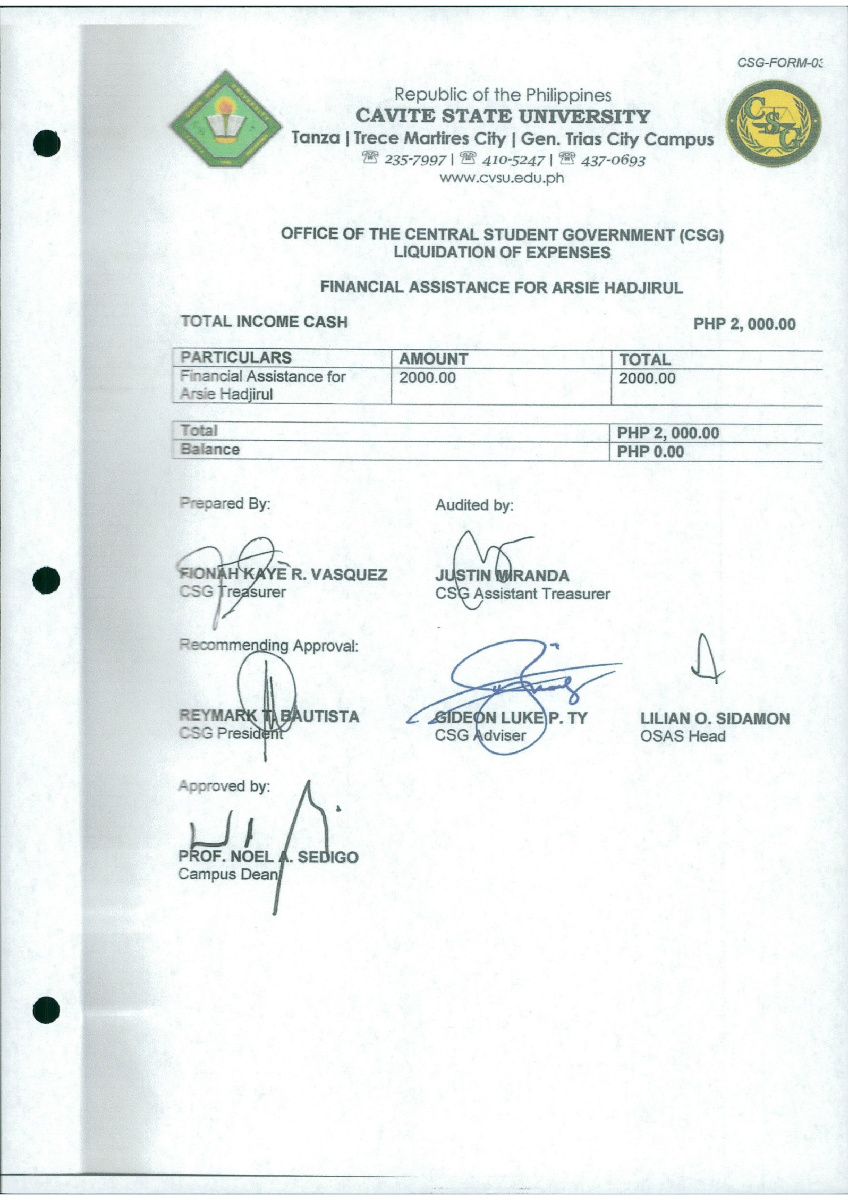 CSG-FORM-03
Republic of the Philippines
CAVITE STATE UNIVERSITY
Tanza | Trece Martires City | Gen. Trias City Campus
☏ 235-7997 | ☏ 410-5247 | ☏ 437-0693
www.cvsu.edu.ph
CSG
OFFICE OF THE CENTRAL STUDENT GOVERNMENT (CSG)
LIQUIDATION OF EXPENSES
FINANCIAL ASSISTANCE FOR ARSIE HADJIRUL
TOTAL INCOME CASH PHP 2, 000.00
PARTICULARS AMOUNT TOTAL
Financial Assistance for 2000.00 2000.00
Arsie Hadjirul
Total PHP 2, 000.00
Balance PHP 0.00
Prepared By: Audited by:
FIONAH KAYE R. VASQUEZ JUSTIN MIRANDA
CSG Treasurer CSG Assistant Treasurer
Recommending Approval:
REYMARK T. BAUTISTA GIDEON LUKE P. TY LILIAN O. SIDAMON
CSG President CSG Adviser OSAS Head
Approved by:
PROF. NOEL A. SEDIGO
Campus Dean